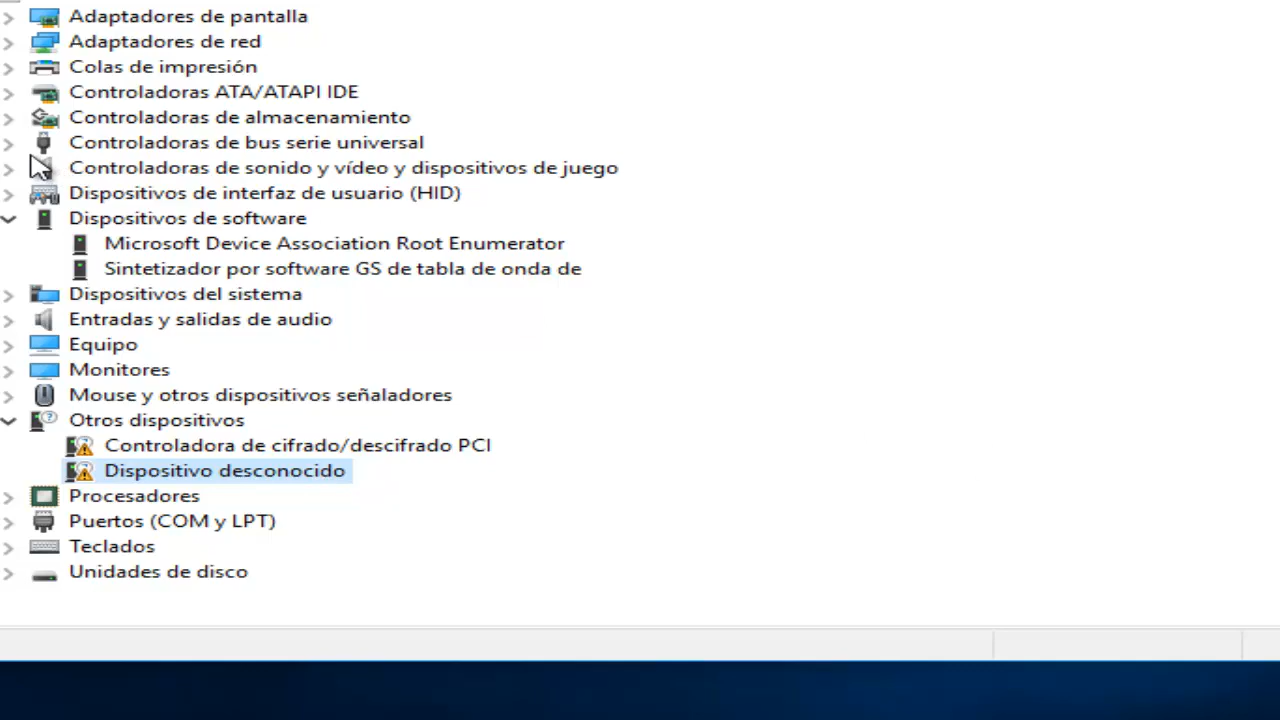 Adaptadores de pantalla
Adaptadores de red
Colas de impresión
Controladoras ATA/ATAPI IDE
Controladoras de almacenamiento
Controladoras de bus serie universal
Controladoras de sonido y vídeo y dispositivos de juego
Dispositivos de interfaz de usuario (HID)
Dispositivos de software
Microsoft Device Association Root Enumerator
Sintetizador por software GS de tabla de onda de
Dispositivos del sistema
Entradas y salidas de audio
Equipo
Monitores
Mouse y otros dispositivos señaladores
Otros dispositivos
Controladora de cifrado/descifrado PCI
Dispositivo desconocido
Procesadores
Puertos (COM y LPT)
Teclados
Unidades de disco